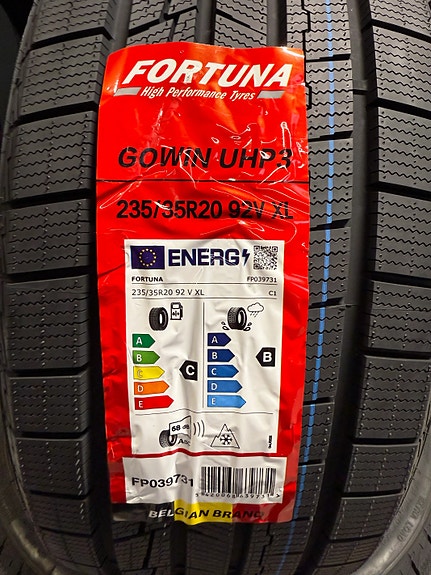 FORTUNA
High Performance Tyres
GOWIN UHP3
235/35R20 92V XL
ENERG
FORTUNA FP039731
235/35R20 92 V XL C1
A A
B B
C C
D D
E E
C B
68 dB
FP039731
BELGIAN BRAND